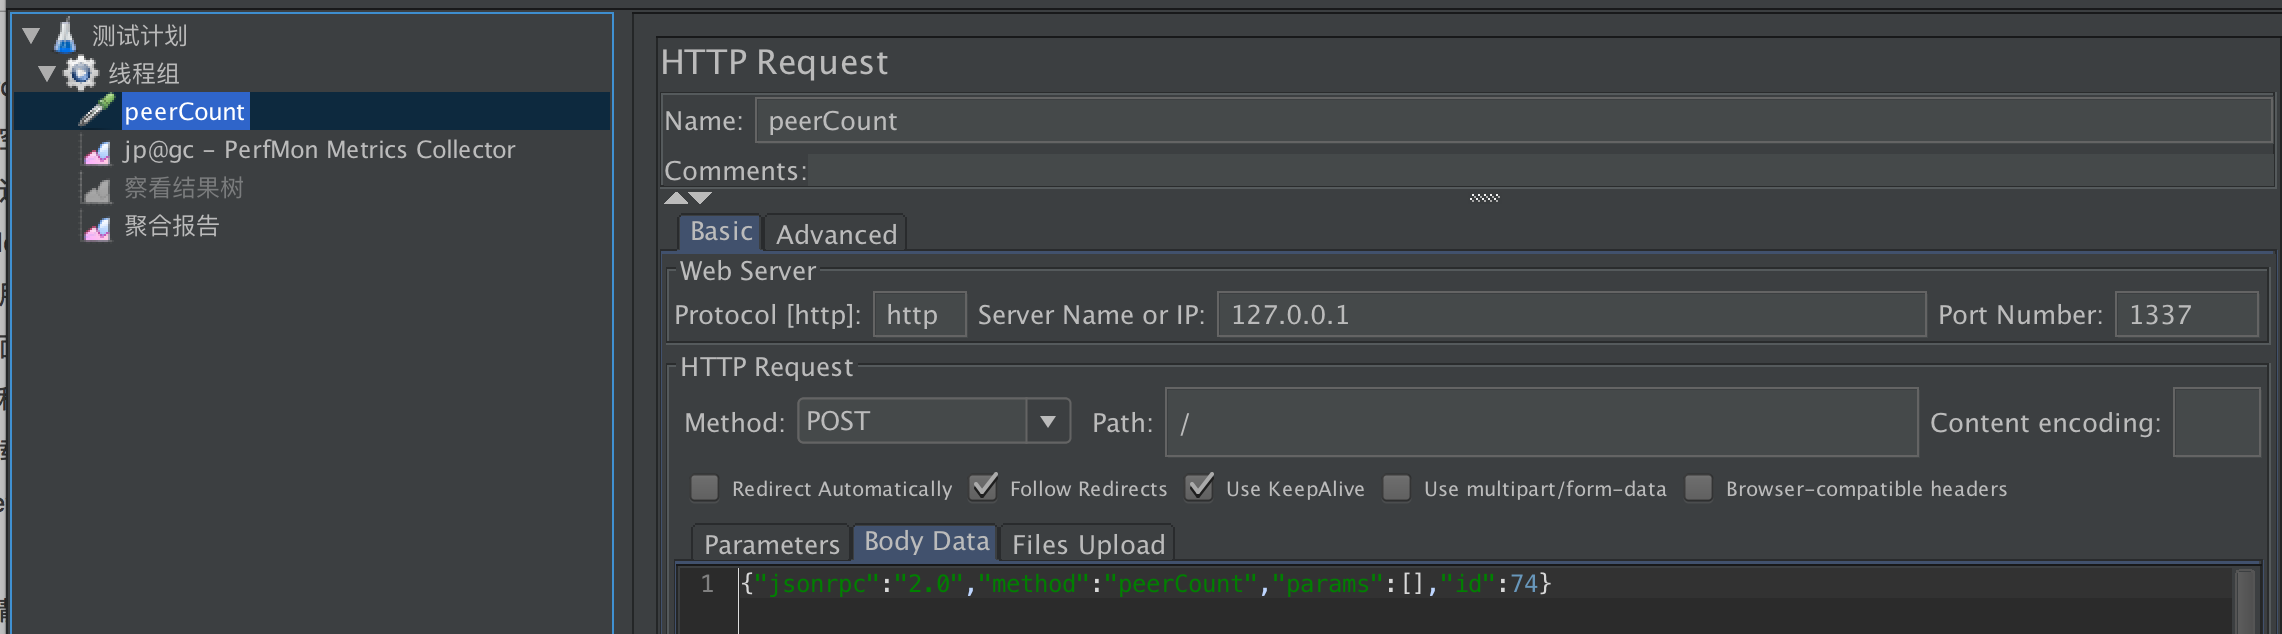 测试计划
线程组
peerCount
jp@gc - PerfMon Metrics Collector
察看结果树
聚合报告
HTTP Request
Name: peerCount
Comments:
Basic Advanced
Web Server
Protocol [http]: http Server Name or IP: 127.0.0.1 Port Number: 1337
HTTP Request
Method: POST Path: / Content encoding:
Redirect Automatically Follow Redirects Use KeepAlive Use multipart/form-data Browser-compatible headers
Parameters Body Data Files Upload
1 {"jsonrpc":"2.0","method":"peerCount","params":[],"id":74}